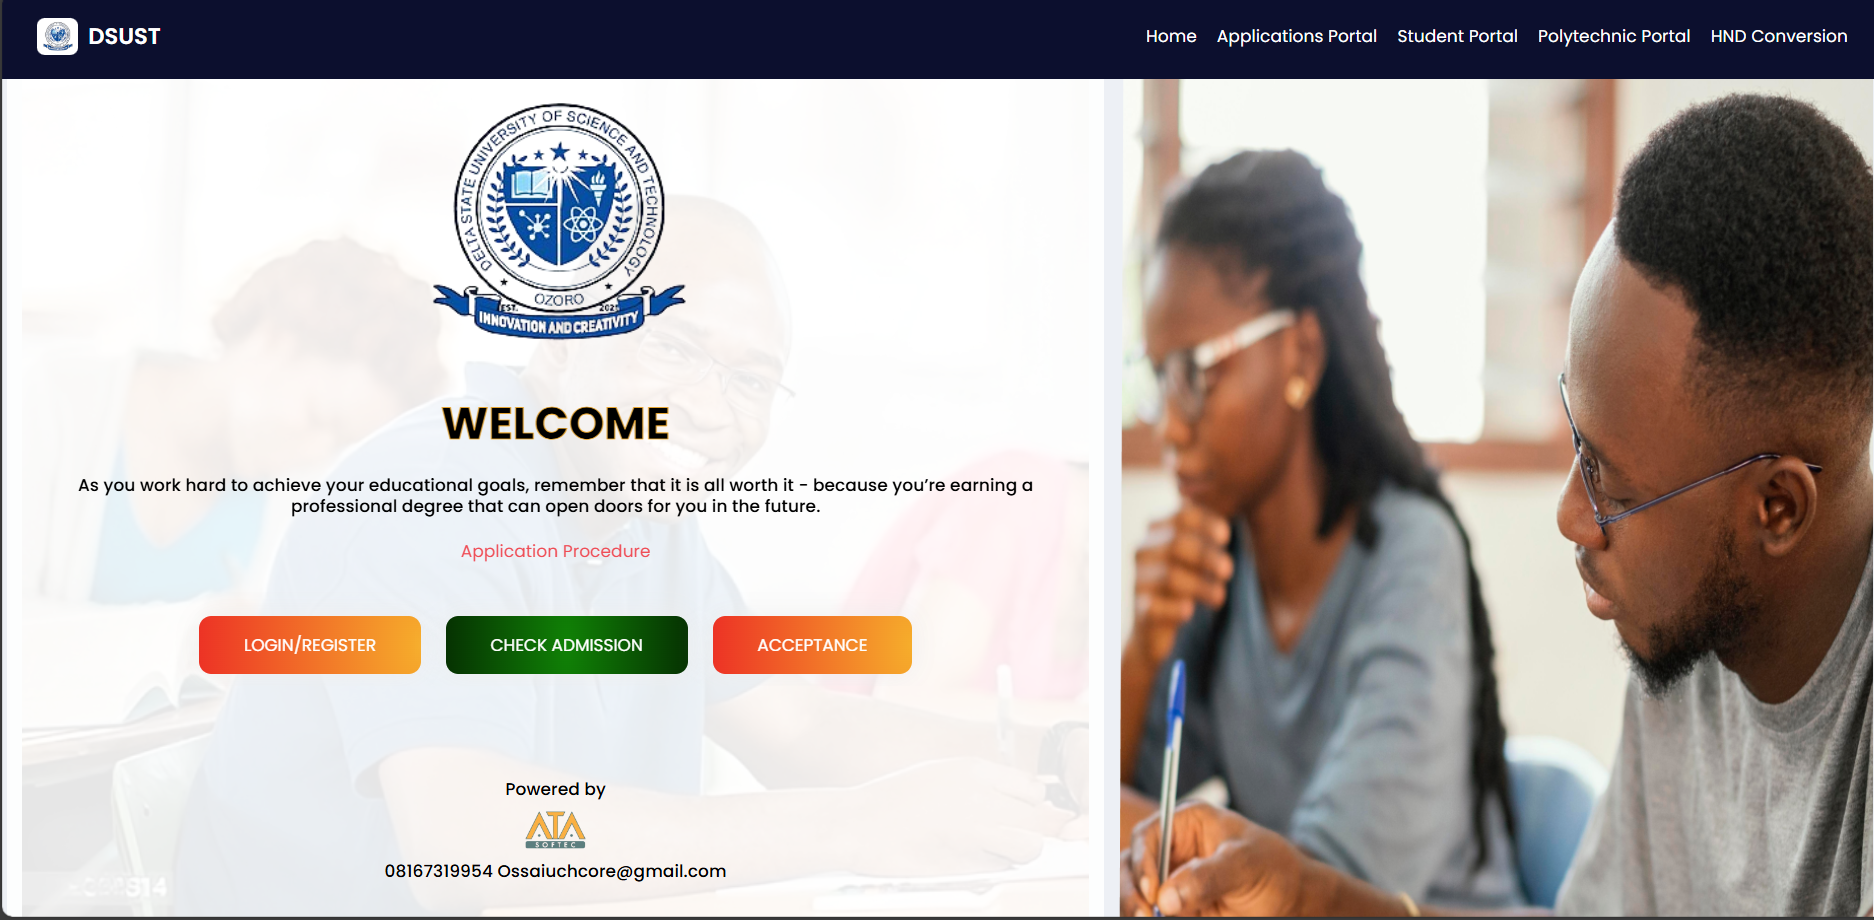 DSUST
Home Applications Portal Student Portal Polytechnic Portal HND Conversion
DELTA STATE UNIVERSITY OF SCIENCE AND TECHNOLOGY
OZORO
EST. 2021
INNOVATION AND CREATIVITY
WELCOME
As you work hard to achieve your educational goals, remember that it is all worth it - because you’re earning a
professional degree that can open doors for you in the future.
Application Procedure
LOGIN/REGISTER CHECK ADMISSION ACCEPTANCE
Powered by
ATA
SOFTEC
08167319954 Ossaiuchcore@gmail.com